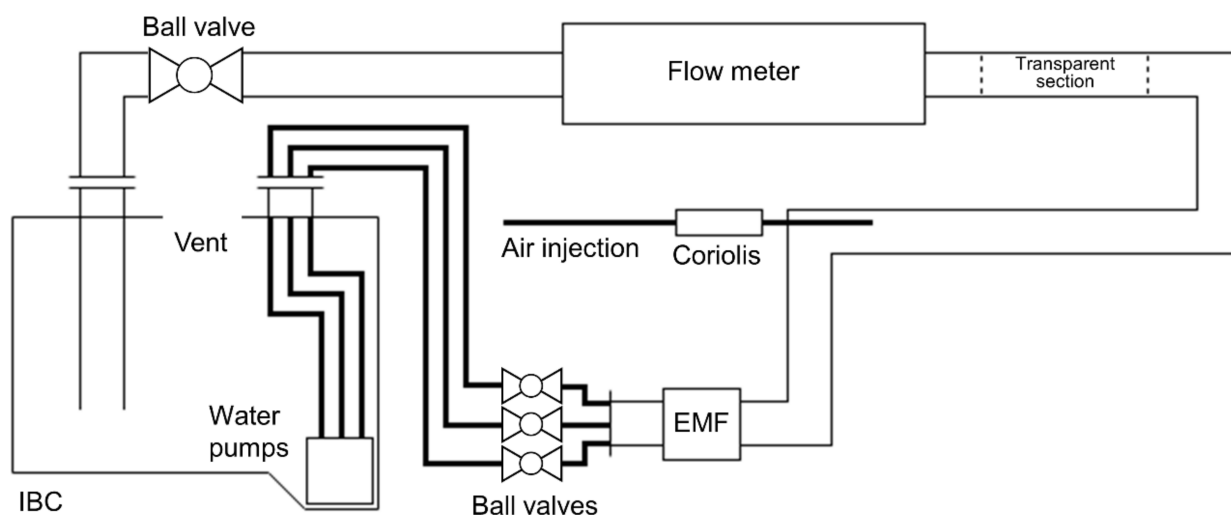 Ball valve
Flow meter
Transparent
section
Vent
Air injection
Coriolis
Water
pumps
EMF
IBC
Ball valves